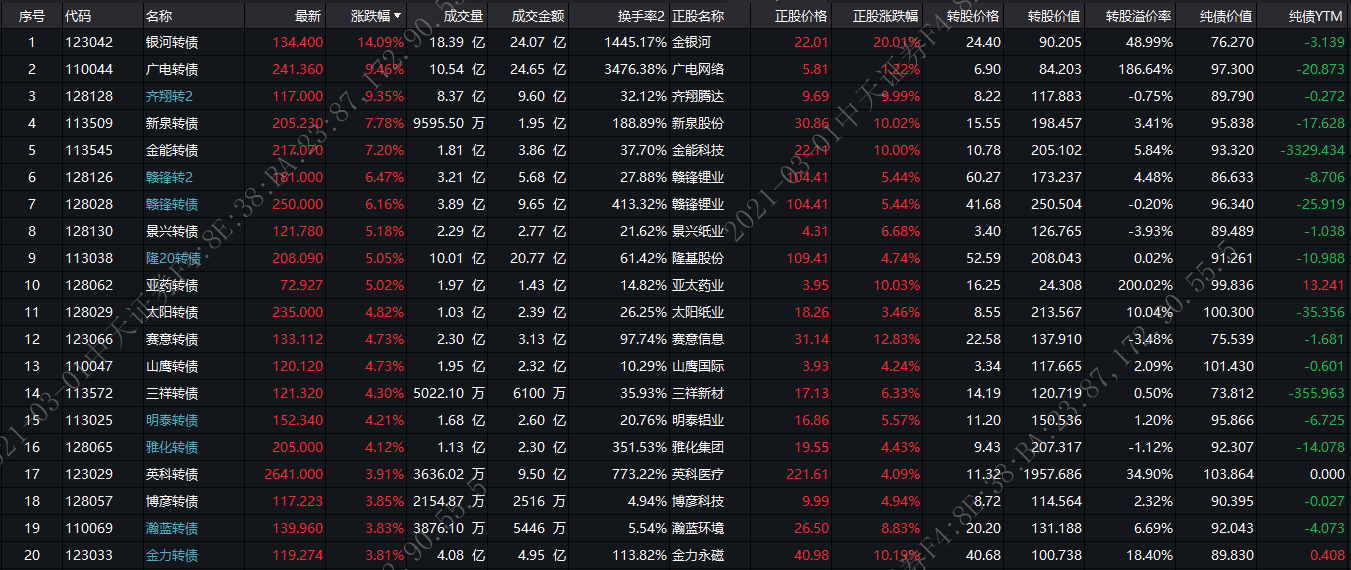 序号 代码 名称 最新 涨跌幅 成交量 成交金额 换手率2 正股名称 正股价格 正股涨跌幅 转股价格 转股价值 转股溢价率 纯债价值 纯债YTM
1 123042 银河转债 134.400 14.09% 18.39 亿 24.07 亿 1445.17% 金银河 22.01 20.01% 24.40 90.205 48.99% 76.270 -3.139
2 110044 广电转债 241.360 9.46% 10.54 亿 24.65 亿 3476.38% 广电网络 5.81 6.90 84.203 186.64% 97.300 -20.873
3 128128 齐翔转2 117.000 9.35% 8.37 亿 9.60 亿 32.12% 齐翔腾达 9.69 9.99% 8.22 117.883 -0.75% 89.790 -0.272
4 113509 新泉转债 205.230 7.78% 9595.50 万 1.95 亿 188.89% 新泉股份 30.86 10.02% 15.55 198.457 3.41% 95.838 -17.628
5 113545 金能转债 217.070 7.20% 1.81 亿 3.86 亿 37.70% 金能科技 22.11 10.00% 10.78 205.102 5.84% 93.320 -3329.434
6 128126 赣锋转2 181.000 6.47% 3.21 亿 5.68 亿 27.88% 赣锋锂业 104.41 5.44% 60.27 173.237 4.48% 86.633 -8.706
7 128028 赣锋转债 250.000 6.16% 3.89 亿 9.65 亿 413.32% 赣锋锂业 104.41 5.44% 41.68 250.504 -0.20% 96.340 -25.919
8 128130 景兴转债 121.780 5.18% 2.29 亿 2.77 亿 21.62% 景兴纸业 4.31 6.68% 3.40 126.765 -3.93% 89.489 -1.038
9 113038 隆20转债 208.090 5.05% 10.01 亿 20.77 亿 61.42% 隆基股份 109.41 4.74% 52.59 208.043 0.02% 91.261 -10.988
10 128062 亚药转债 72.927 5.02% 1.97 亿 1.43 亿 14.82% 亚太药业 3.95 10.03% 16.25 24.308 200.02% 99.836 13.241
11 128029 太阳转债 235.000 4.82% 1.03 亿 2.39 亿 26.25% 太阳纸业 18.26 3.46% 8.55 213.567 10.04% 100.300 -35.356
12 123066 赛意转债 133.112 4.73% 2.30 亿 3.13 亿 97.74% 赛意信息 31.14 12.83% 22.58 137.910 -3.48% 75.539 -1.681
13 110047 山鹰转债 120.120 4.73% 1.95 亿 2.32 亿 10.29% 山鹰国际 3.93 4.24% 3.34 117.665 2.09% 101.430 -0.601
14 113572 三祥转债 121.320 4.30% 5022.10 万 6100 万 35.93% 三祥新材 17.13 6.33% 14.19 120.719 0.50% 73.812 -355.963
15 113025 明泰转债 152.340 4.21% 1.68 亿 2.60 亿 20.76% 明泰铝业 16.86 5.57% 11.20 150.536 1.20% 95.866 -6.725
16 128065 雅化转债 205.000 4.12% 1.13 亿 2.30 亿 351.53% 雅化集团 19.55 4.43% 9.43 207.317 -1.12% 92.307 -14.078
17 123029 英科转债 2641.000 3.91% 3636.02 万 9.50 亿 773.22% 英科医疗 221.61 4.09% 11.32 1957.686 34.90% 103.864 0.000
18 128057 博彦转债 117.223 3.85% 2154.87 万 2516 万 4.94% 博彦科技 9.99 4.94% 8.72 114.564 2.32% 90.395 -0.027
19 110069 瀚蓝转债 139.960 3.83% 3876.10 万 5446 万 5.54% 瀚蓝环境 26.50 8.83% 20.20 131.188 6.69% 92.043 -4.073
20 123033 金力转债 119.274 3.81% 4.08 亿 4.95 亿 113.82% 金力永磁 40.98 10.19% 40.68 100.738 18.40% 89.830 0.408